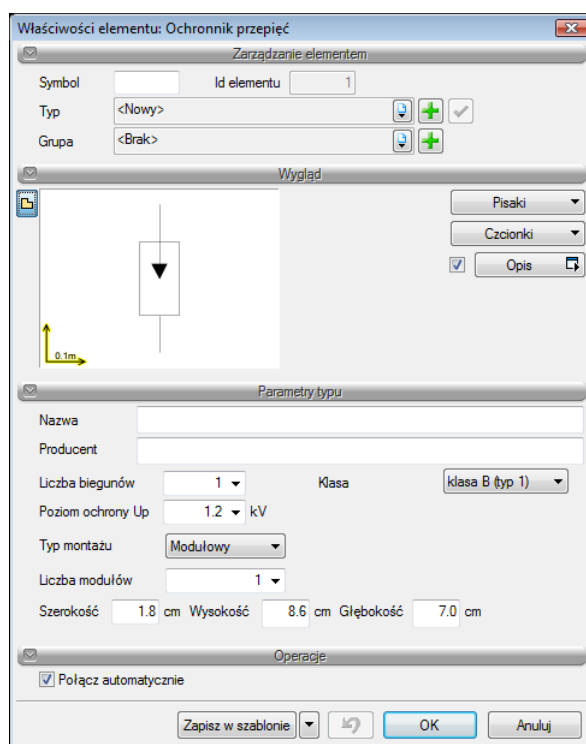 Właściwości elementu: Ochronnik przepięć
Zarządzanie elementem
Symbol Id elementu 1
Typ <Nowy>
Grupa <Brak>
Wygląd
Pisaki
Czcionki
Opis
0.1m
Parametry typu
Nazwa
Producent
Liczba biegunów 1 Klasa klasa B (typ 1)
Poziom ochrony Up 1.2 kV
Typ montażu Modułowy
Liczba modułów 1
Szerokość 1.8 cm Wysokość 8.6 cm Głębokość 7.0 cm
Operacje
Połącz automatycznie
Zapisz w szablonie OK Anuluj